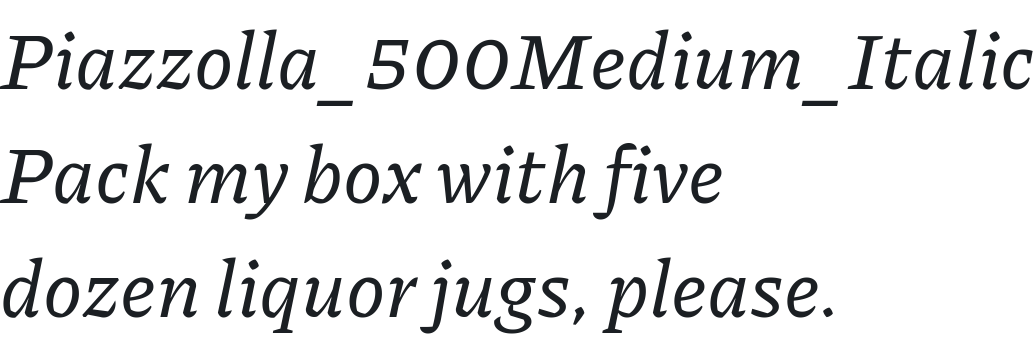 Piazzolla_500Medium_Italic
Pack my box with five
dozen liquor jugs, please.